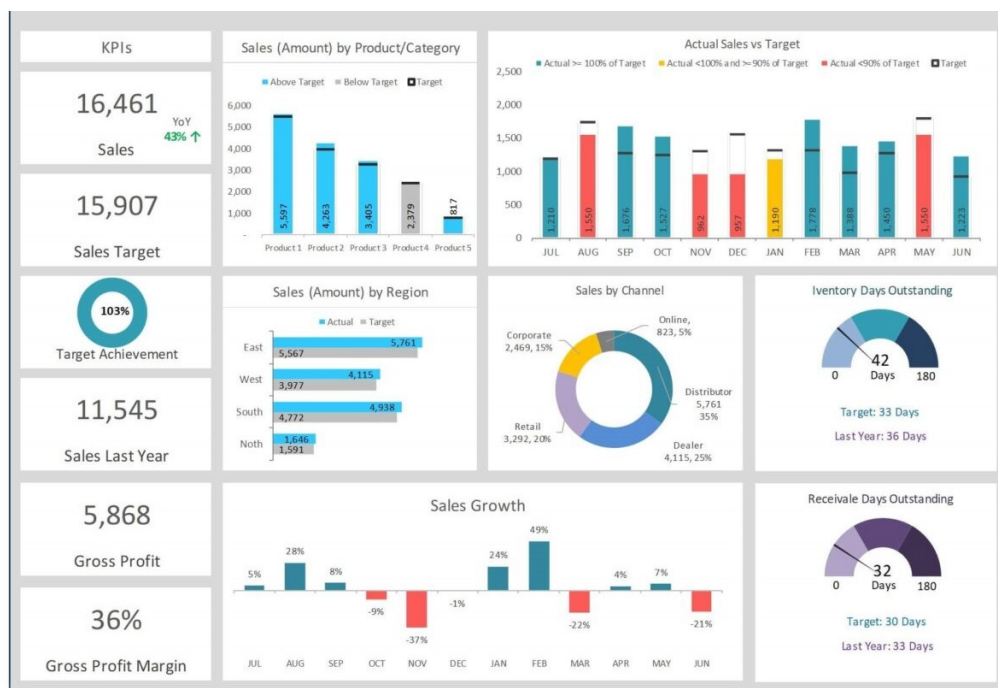 KPIs
16,461
YoY
43% ↑
Sales
15,907
Sales Target
103%
Target Achievement
11,545
Sales Last Year
5,868
Gross Profit
36%
Gross Profit Margin
Sales (Amount) by Product/Category
Above Target Below Target Target
6,000
5,000
4,000
3,000
2,000
1,000
-
5,597 4,263 3,405 2,379 817
Product 1 Product 2 Product 3 Product 4 Product 5
Actual Sales vs Target
Actual >= 100% of Target Actual <100% and >=90% of Target Actual <90% of Target Target
2,500
2,000
1,500
1,000
500
0
1,210 1,550 1,676 1,527 962 957 1,190 1,778 1,388 1,450 1,550 1,223
JUL AUG SEP OCT NOV DEC JAN FEB MAR APR MAY JUN
Sales (Amount) by Region
Actual Target
East 5,761
5,567
West 4,115
3,977
South 4,938
4,772
Noth 1,646
1,591
Sales by Channel
Online,
823, 5%
Corporate
2,469, 15%
Distributor
5,761
35%
Retail
3,292, 20%
Dealer
4,115, 25%
Iventory Days Outstanding
42
0 Days 180
Target: 33 Days
Last Year: 36 Days
Sales Growth
5% 28% 8% -9% -37% -1% 24% 49% -22% 4% 7% -21%
JUL AUG SEP OCT NOV DEC JAN FEB MAR APR MAY JUN
Receivale Days Outstanding
32
0 Days 180
Target: 30 Days
Last Year: 33 Days